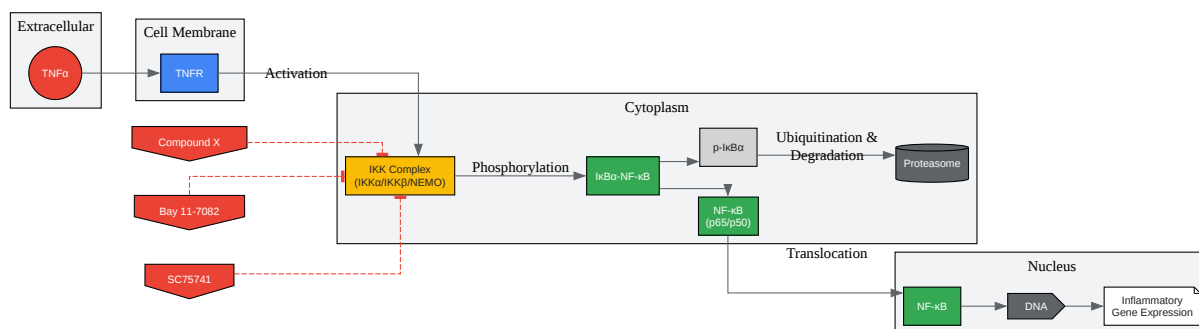 Extracellular
TNFα
Cell Membrane
TNFR
Activation
Compound X
Bay 11-7082
SC75741
Cytoplasm
IKK Complex
(IKKα/IKKβ/NEMO)
Phosphorylation
IκBα-NF-κB
p-IκBα
Ubiquitination &
Degradation
Proteasome
NF-κB
(p65/p50)
Translocation
Nucleus
NF-κB
DNA
Inflammatory
Gene Expression